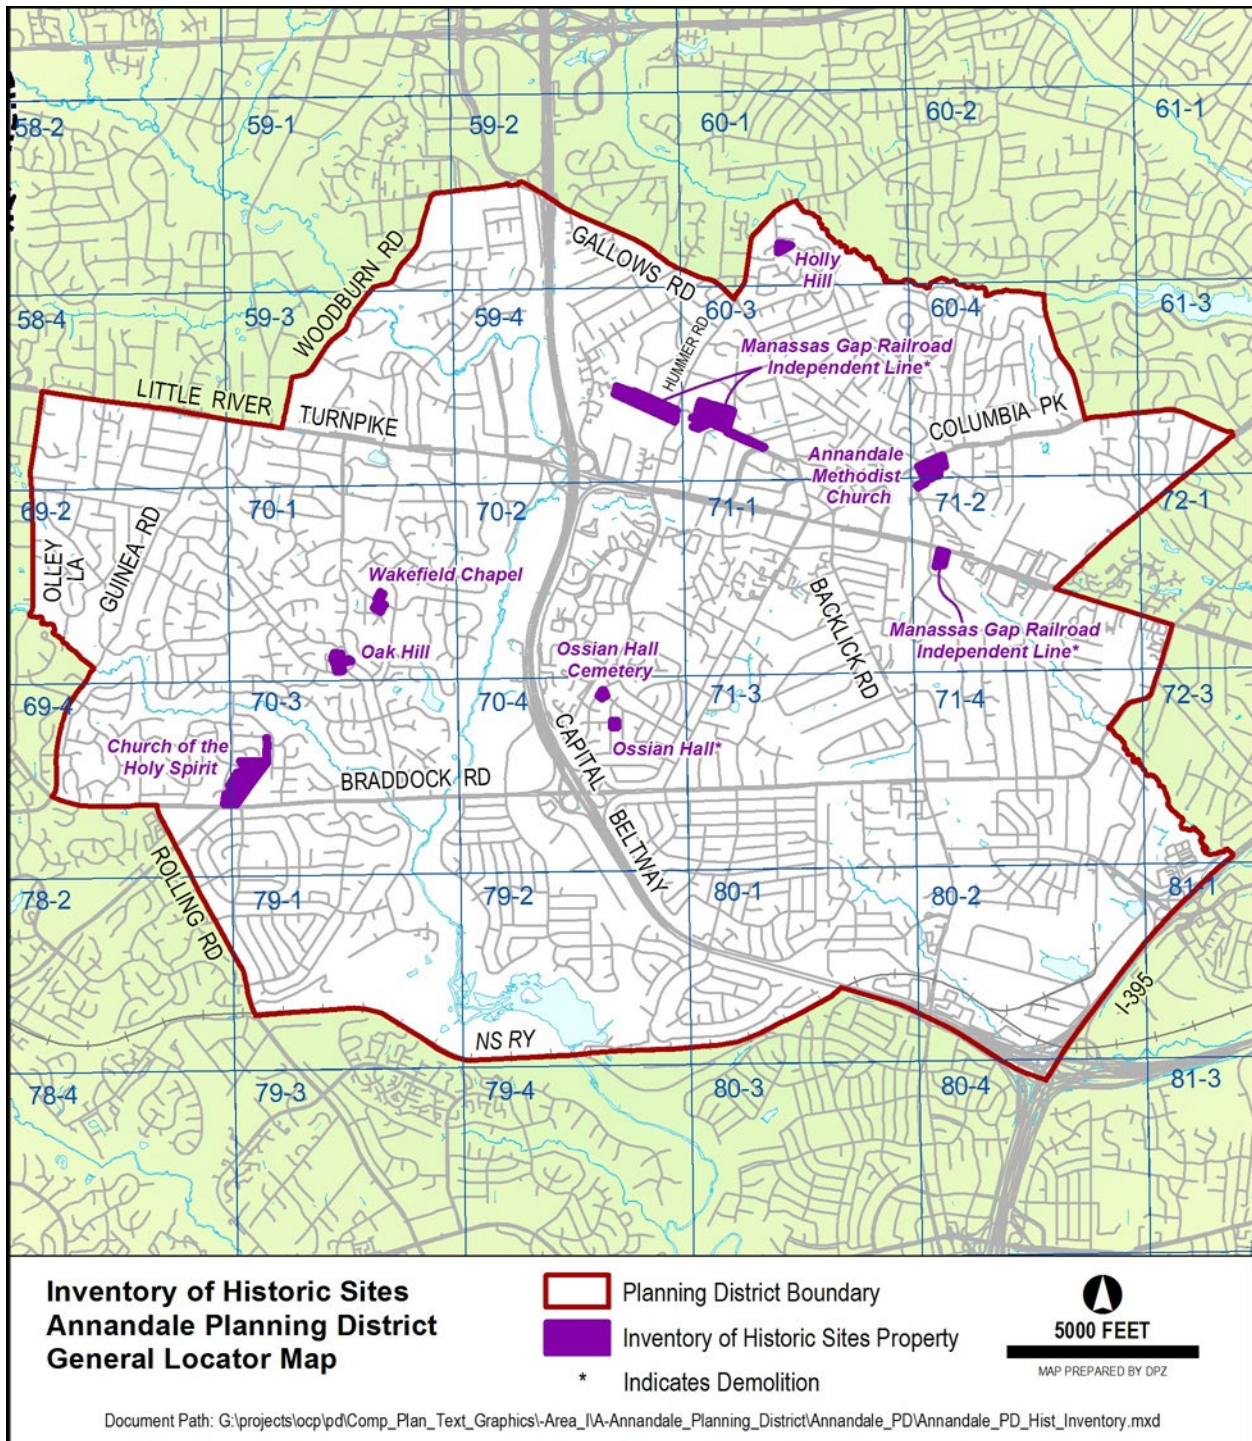 58-2
59-1
59-2
60-1
60-2
61-1
WOODBURN RD
GALLOWS RD
Holly
Hill
58-4
59-3
59-4
60-3
60-4
61-3
HUMMER RD
Manassas Gap Railroad
Independent Line*
LITTLE RIVER
TURNPIKE
COLUMBIA PK
Annandale
Methodist
Church
69-2
70-1
70-2
71-1
71-2
72-1
OLLEY
LA
GUINEA RD
Wakefield Chapel
BACKLICK RD
Oak Hill
Ossian Hall
Cemetery
Manassas Gap Railroad
Independent Line*
69-4
70-3
70-4
71-3
71-4
72-3
Church of the
Holy Spirit
Ossian Hall*
CAPITAL
BELTWAY
BRADDOCK RD
ROLLING RD
78-2
79-1
79-2
80-1
80-2
81-1
I-395
NS RY
78-4
79-3
79-4
80-3
80-4
81-3
Inventory of Historic Sites
Annandale Planning District
General Locator Map
Planning District Boundary
Inventory of Historic Sites Property
* Indicates Demolition
5000 FEET
MAP PREPARED BY DPZ
Document Path: G:\projects\ocp\pd\Comp_Plan_Text_Graphics\-Area_I\A-Annandale_Planning_District\Annandale_PD\Annandale_PD_Hist_Inventory.mxd